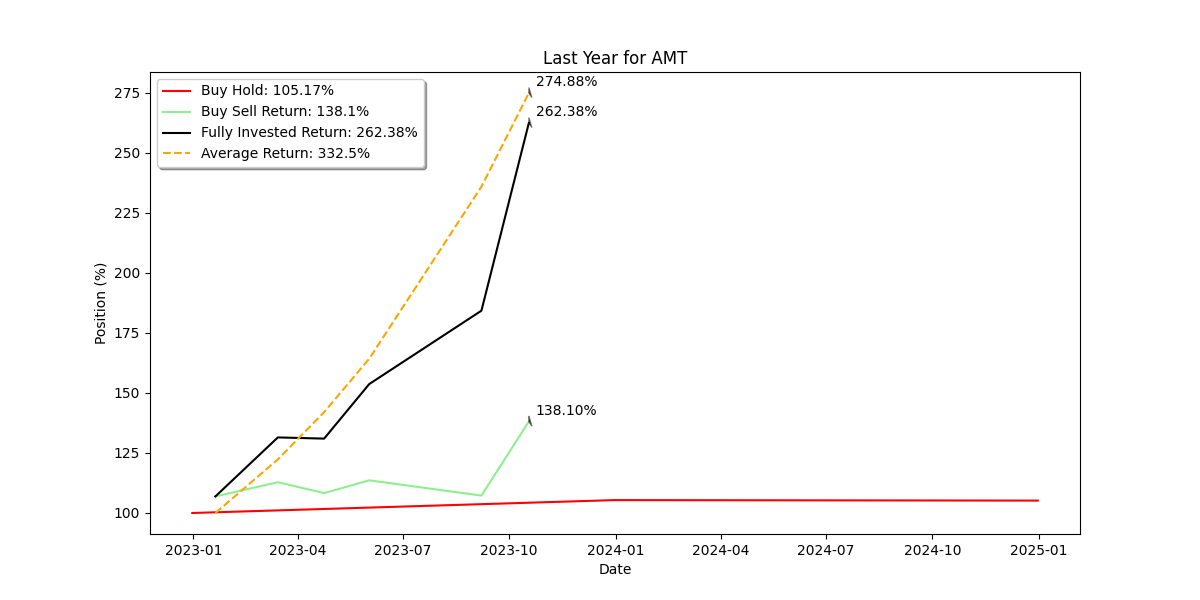 Last Year for AMT
Buy Hold: 105.17%
Buy Sell Return: 138.1%
Fully Invested Return: 262.38%
Average Return: 332.5%
274.88%
262.38%
138.10%
275
250
225
200
175
150
125
100
Position (%)
2023-01 2023-04 2023-07 2023-10 2024-01 2024-04 2024-07 2024-10 2025-01
Date